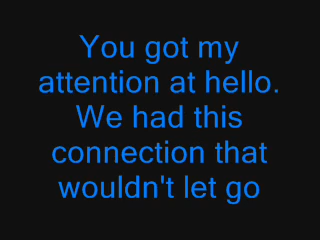 You got my
attention at hello.
We had this
connection that
wouldn't let go